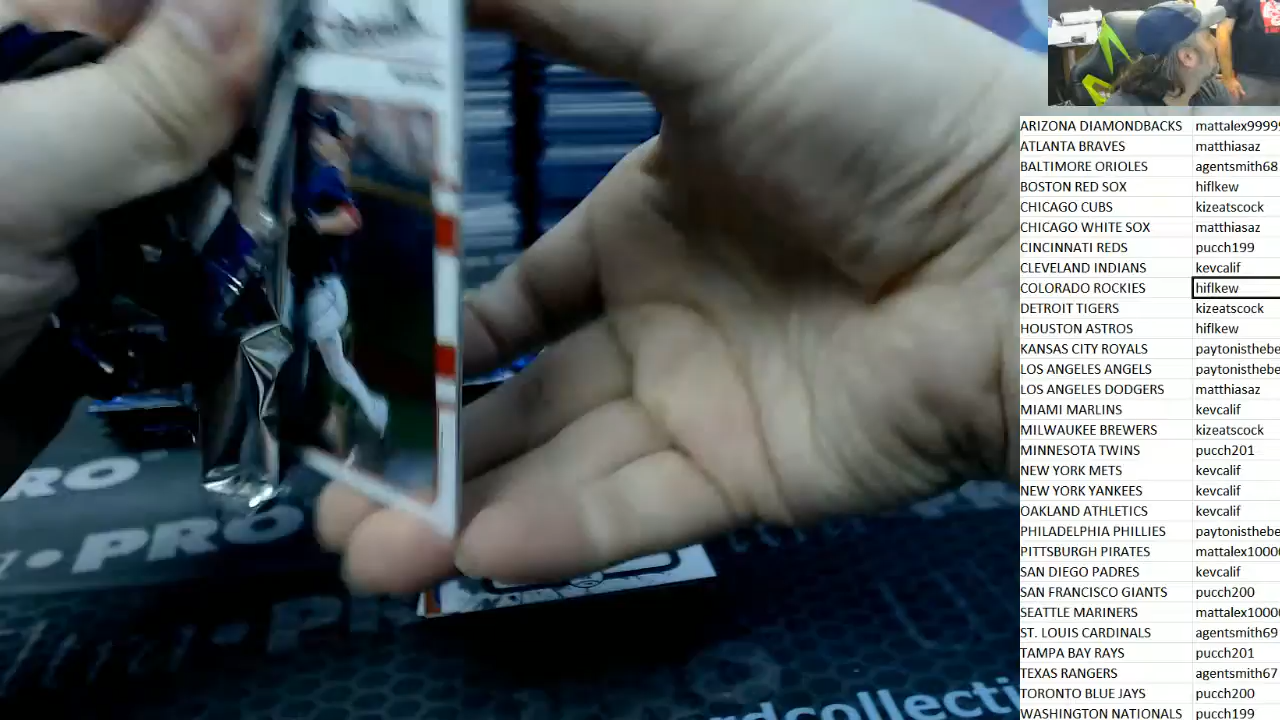 ARIZONA DIAMONDBACKS mattalex9999
ATLANTA BRAVES matthiasaz
BALTIMORE ORIOLES agentsmith68
BOSTON RED SOX hiflkew
CHICAGO CUBS kizeatscock
CHICAGO WHITE SOX matthiasaz
CINCINNATI REDS pucch199
CLEVELAND INDIANS kevcalif
COLORADO ROCKIES hiflkew
DETROIT TIGERS kizeatscock
HOUSTON ASTROS hiflkew
KANSAS CITY ROYALS paytonisthebe
LOS ANGELES ANGELS paytonisthebe
LOS ANGELES DODGERS matthiasaz
MIAMI MARLINS kevcalif
MILWAUKEE BREWERS kizeatscock
MINNESOTA TWINS pucch201
NEW YORK METS kevcalif
NEW YORK YANKEES kevcalif
OAKLAND ATHLETICS kevcalif
PHILADELPHIA PHILLIES paytonisthebe
PITTSBURGH PIRATES mattalex1000
SAN DIEGO PADRES kevcalif
SAN FRANCISCO GIANTS pucch200
SEATTLE MARINERS mattalex1000
ST. LOUIS CARDINALS agentsmith69
TAMPA BAY RAYS pucch201
TEXAS RANGERS agentsmith67
TORONTO BLUE JAYS pucch200
WASHINGTON NATIONALS pucch199
RO
PRO
PR
rdcollecti